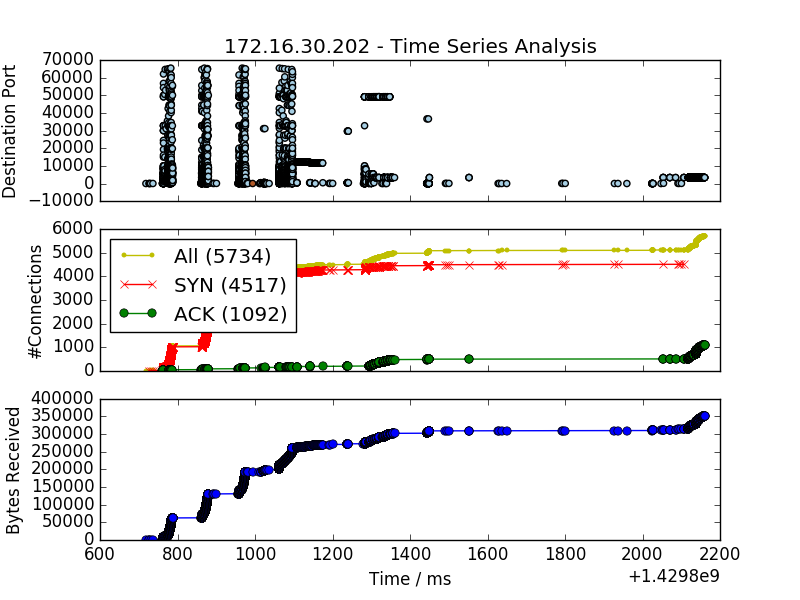 172.16.30.202 - Time Series Analysis
70000
60000
50000
40000
30000
20000
10000
0
−10000
Destination Port
6000
5000
4000
3000
2000
1000
0
#Connections
All (5734)
SYN (4517)
ACK (1092)
400000
350000
300000
250000
200000
150000
100000
50000
0
Bytes Received
600 800 1000 1200 1400 1600 1800 2000 2200
Time / ms
+1.4298e9